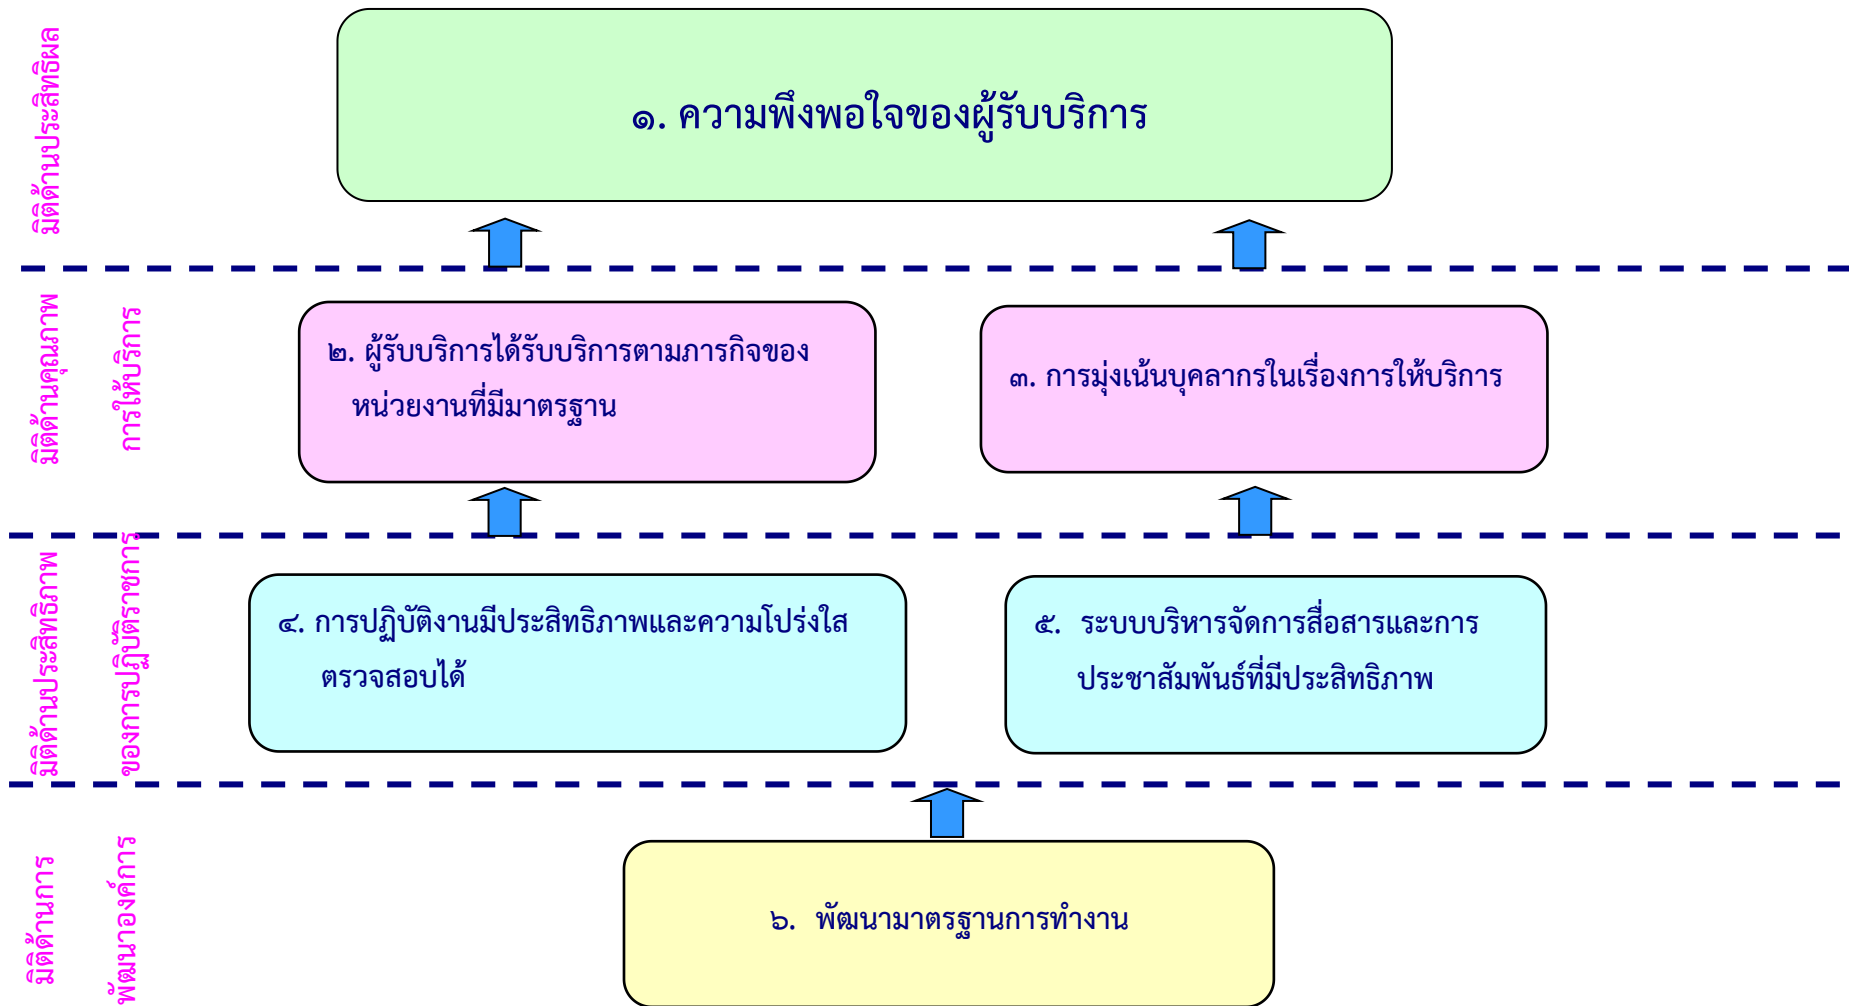 มิติด้านประสิทธิผล
๑. ความพึงพอใจของผู้รับบริการ
มิติด้านคุณภาพ
การให้บริการ
๒. ผู้รับบริการได้รับบริการตามภารกิจของ
หน่วยงานที่มีมาตรฐาน
๓. การมุ่งเน้นบุคลากรในเรื่องการให้บริการ
มิติด้านประสิทธิภาพ
ของการปฏิบัติราชการ
๔. การปฏิบัติงานมีประสิทธิภาพและความโปร่งใส
ตรวจสอบได้
๕. ระบบบริหารจัดการสื่อสารและการ
ประชาสัมพันธ์ที่มีประสิทธิภาพ
มิติด้านการ
พัฒนาองค์การ
๖. พัฒนามาตรฐานการทำงาน